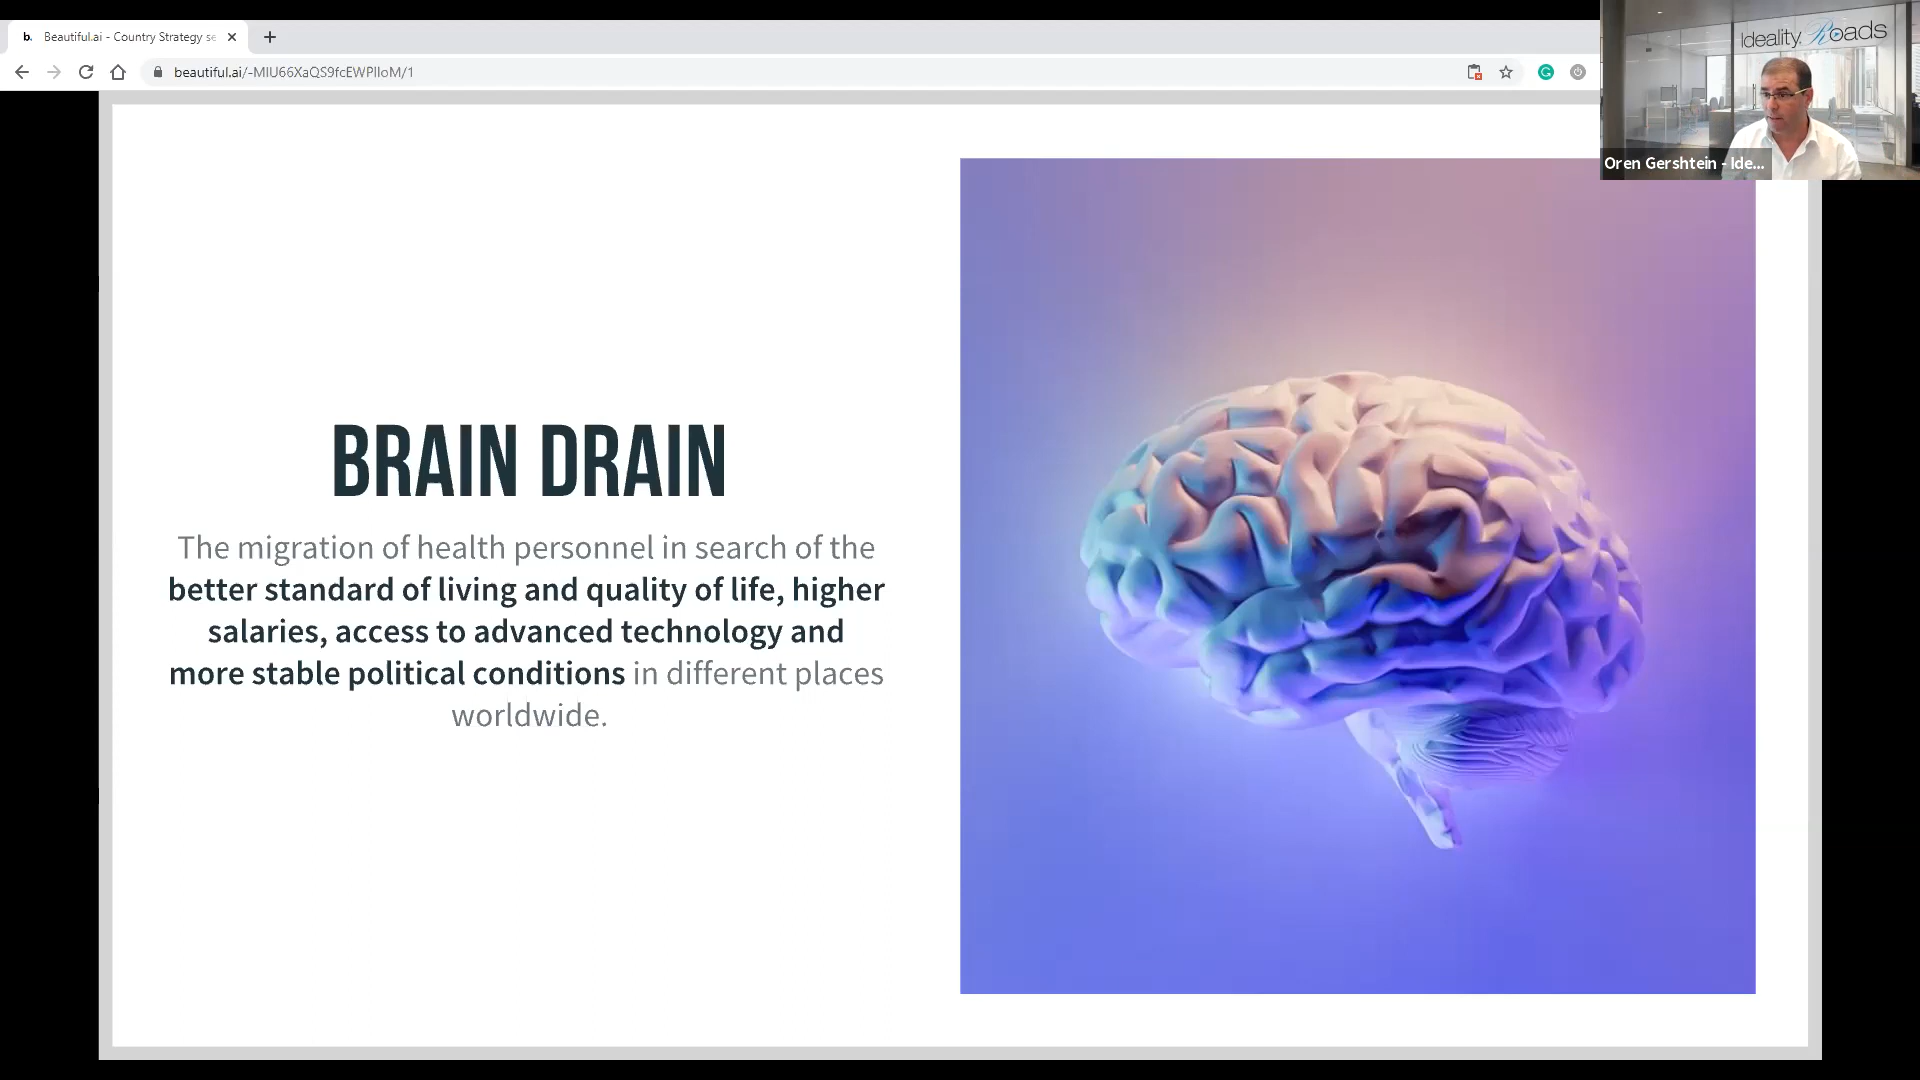 b. Beautiful.ai - Country Strategy se
beautiful.ai/-MIU66XaQS9fcEWPIloM/1
Ideality. Roads
Oren Gershtein - Ide...
BRAIN DRAIN
The migration of health personnel in search of the
better standard of living and quality of life, higher
salaries, access to advanced technology and
more stable political conditions in different places
worldwide.